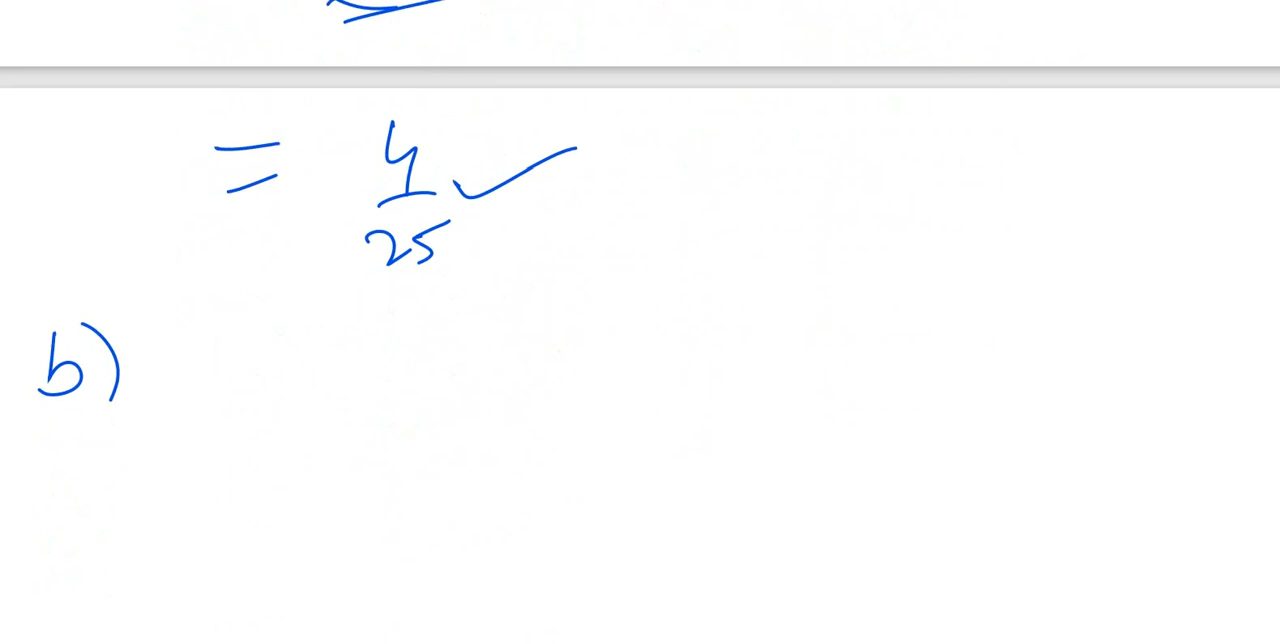 = 4/25 ✓
b)